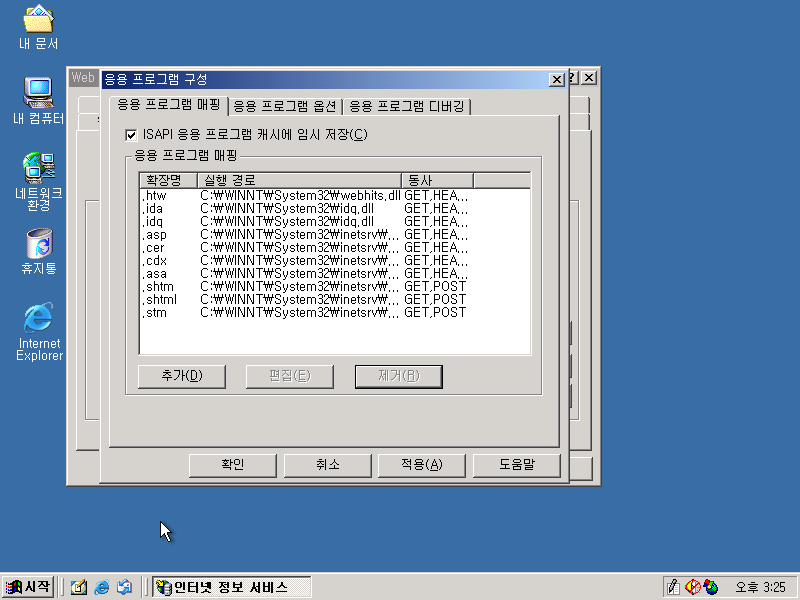 내 문서
내 컴퓨터
네트워크
환경
휴지통
Internet
Explorer
Web
응용 프로그램 구성
응용 프로그램 매핑
응용 프로그램 옵션
응용 프로그램 디버깅
ISAPI 응용 프로그램 캐시에 임시 저장(C)
응용 프로그램 매핑
확장명 실행 경로 동사
.htw C:₩WINNT₩System32₩webhits.dll GET,HEA...
.ida C:₩WINNT₩System32₩idq.dll GET,HEA...
.idq C:₩WINNT₩System32₩idq.dll GET,HEA...
.asp C:₩WINNT₩System32₩inetsrv₩... GET,HEA...
.cer C:₩WINNT₩System32₩inetsrv₩... GET,HEA...
.cdx C:₩WINNT₩System32₩inetsrv₩... GET,HEA...
.asa C:₩WINNT₩System32₩inetsrv₩... GET,HEA...
.shtm C:₩WINNT₩System32₩inetsrv₩... GET,POST
.shtml C:₩WINNT₩System32₩inetsrv₩... GET,POST
.stm C:₩WINNT₩System32₩inetsrv₩... GET,POST
추가(D) 편집(E) 제거(R)
확인 취소 적용(A) 도움말
시작 인터넷 정보 서비스 오후 3:25